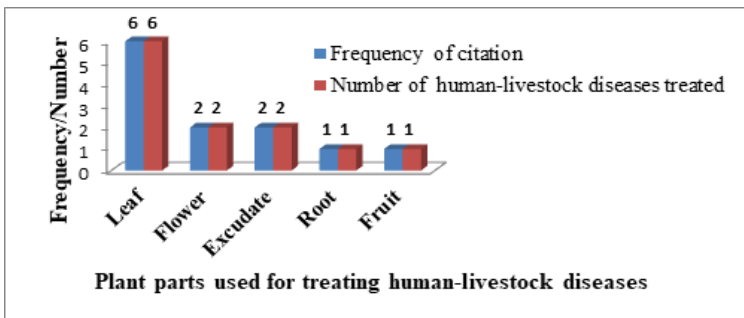 6 6
2 2
2 2
1 1
1 1
Frequency of citation
Number of human-livestock diseases treated
Frequency/Number
6
5
4
3
2
1
0
Leaf
Flower
Excudate
Root
Fruit
Plant parts used for treating human-livestock diseases